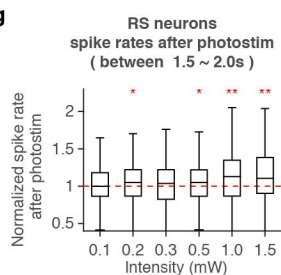 g
RS neurons
spike rates after photostim
( between 1.5 ~ 2.0s )
* * ** **
Normalized spike rate
after photostim
2
1.5
1
0.5
0.1 0.2 0.3 0.5 1.0 1.5
Intensity (mW)